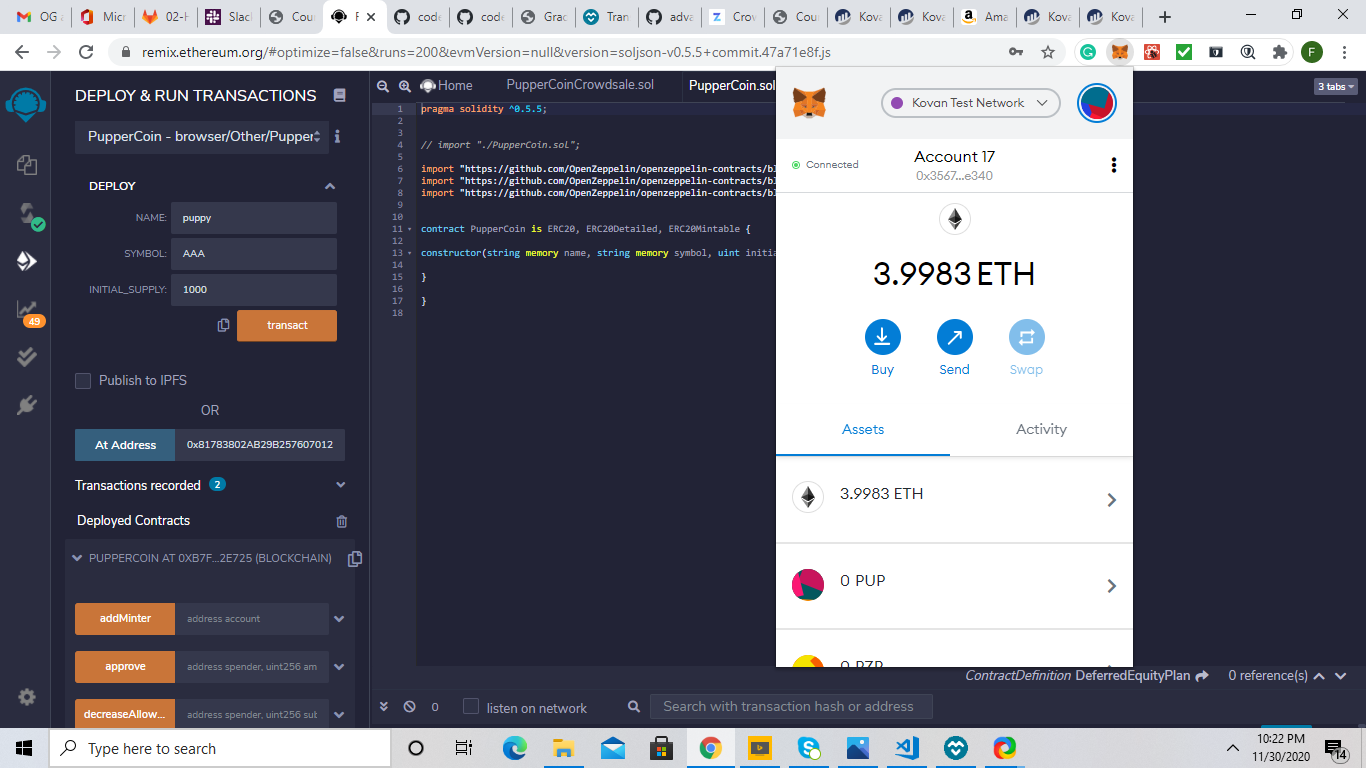 OG a
Micr
02-H
Slac
Cour
F
code
code
Grac
Tran
adva
Crov
Cour
Kova
Kova
Ama
Kova
Kova
remix.ethereum.org/#optimize=false&runs=200&evmVersion=null&version=soljson-v0.5.5+commit.47a71e8f.js
F
DEPLOY & RUN TRANSACTIONS
PupperCoin - browser/Other/Pupper
DEPLOY
NAME: puppy
SYMBOL: AAA
INITIAL_SUPPLY: 1000
transact
Publish to IPFS
OR
At Address 0x81783802AB29B257607012
Transactions recorded 2
Deployed Contracts
PUPPERCOIN AT 0XB7F...2E725 (BLOCKCHAIN)
addMinter address account
approve address spender, uint256 am
decreaseAllow... address spender, uint256 sub
49
Home PupperCoinCrowdsale.sol PupperCoin.sol
3 tabs
1 pragma solidity ^0.5.5;
2
3
4 // import "./PupperCoin.sol";
5
6 import "https://github.com/OpenZeppelin/openzeppelin-contracts/bl
7 import "https://github.com/OpenZeppelin/openzeppelin-contracts/bl
8 import "https://github.com/OpenZeppelin/openzeppelin-contracts/bl
9
10
11 contract PupperCoin is ERC20, ERC20Detailed, ERC20Mintable {
12
13 constructor(string memory name, string memory symbol, uint initia
14
15 }
16
17 }
18
Kovan Test Network
Connected
Account 17
0x3567...e340
3.9983 ETH
Buy Send Swap
Assets Activity
3.9983 ETH
0 PUP
0 PZP
ContractDefinition DeferredEquityPlan 0 reference(s)
0 listen on network Search with transaction hash or address
Type here to search
10:22 PM
11/30/2020
14